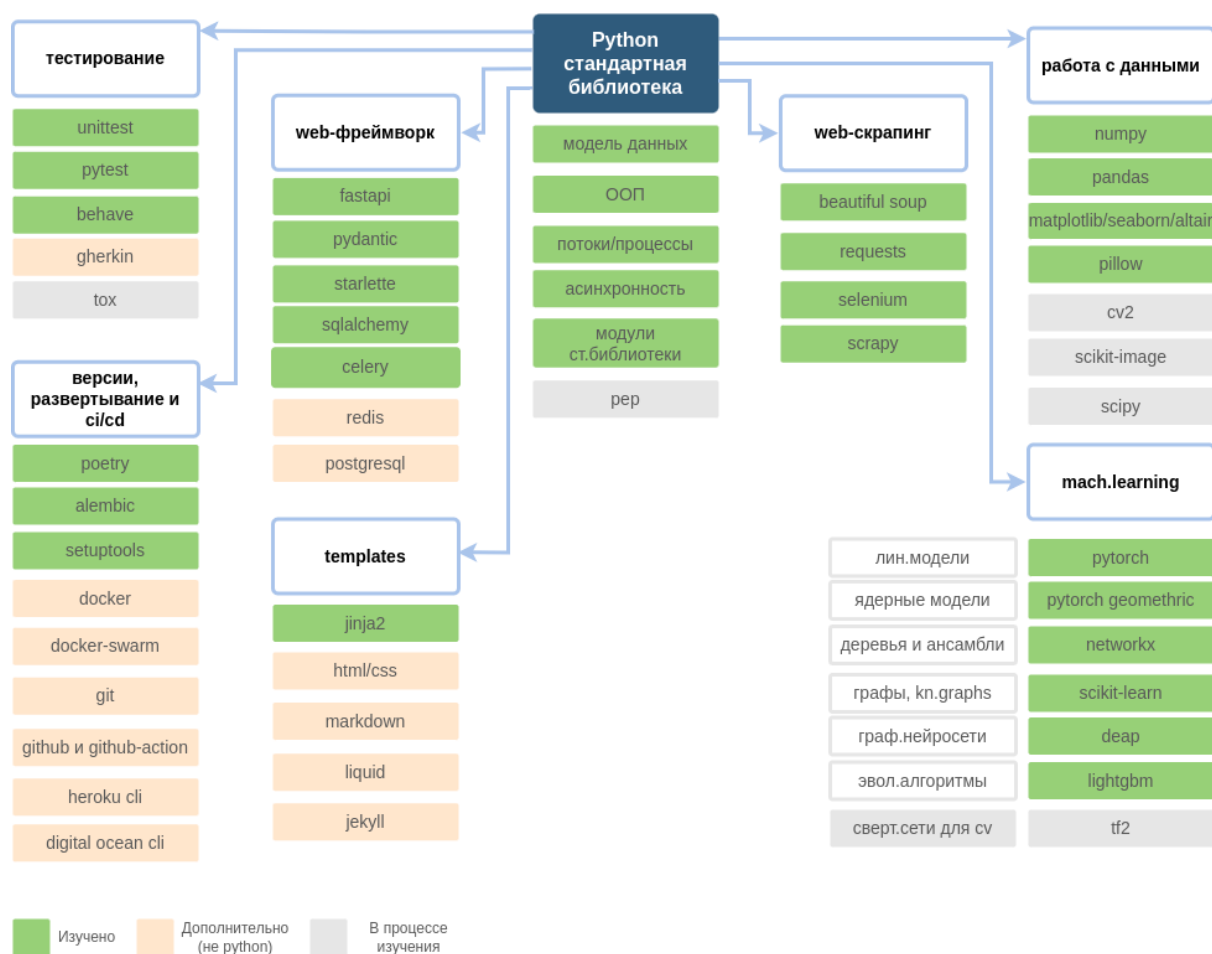 Python
стандартная
библиотека
модель данных
ООП
потоки/процессы
асинхронность
модули
ст.библиотеки
pep
тестирование
unittest
pytest
behave
gherkin
tox
версии,
развертывание и
ci/cd
poetry
alembic
setuptools
docker
docker-swarm
git
github и github-action
heroku cli
digital ocean cli
web-фреймворк
fastapi
pydantic
starlette
sqlalchemy
celery
redis
postgresql
templates
jinja2
html/css
markdown
liquid
jekyll
web-скрапинг
beautiful soup
requests
selenium
scrapy
работа с данными
numpy
pandas
matplotlib/seaborn/altair
pillow
cv2
scikit-image
scipy
mach.learning
лин.модели
pytorch
ядерные модели
pytorch geomethric
деревья и ансамбли
networkx
графы, kn.graphs
scikit-learn
граф.нейросети
deap
эвол.алгоритмы
lightgbm
сверт.сети для cv
tf2
Изучено
Дополнительно
(не python)
В процессе
изучения